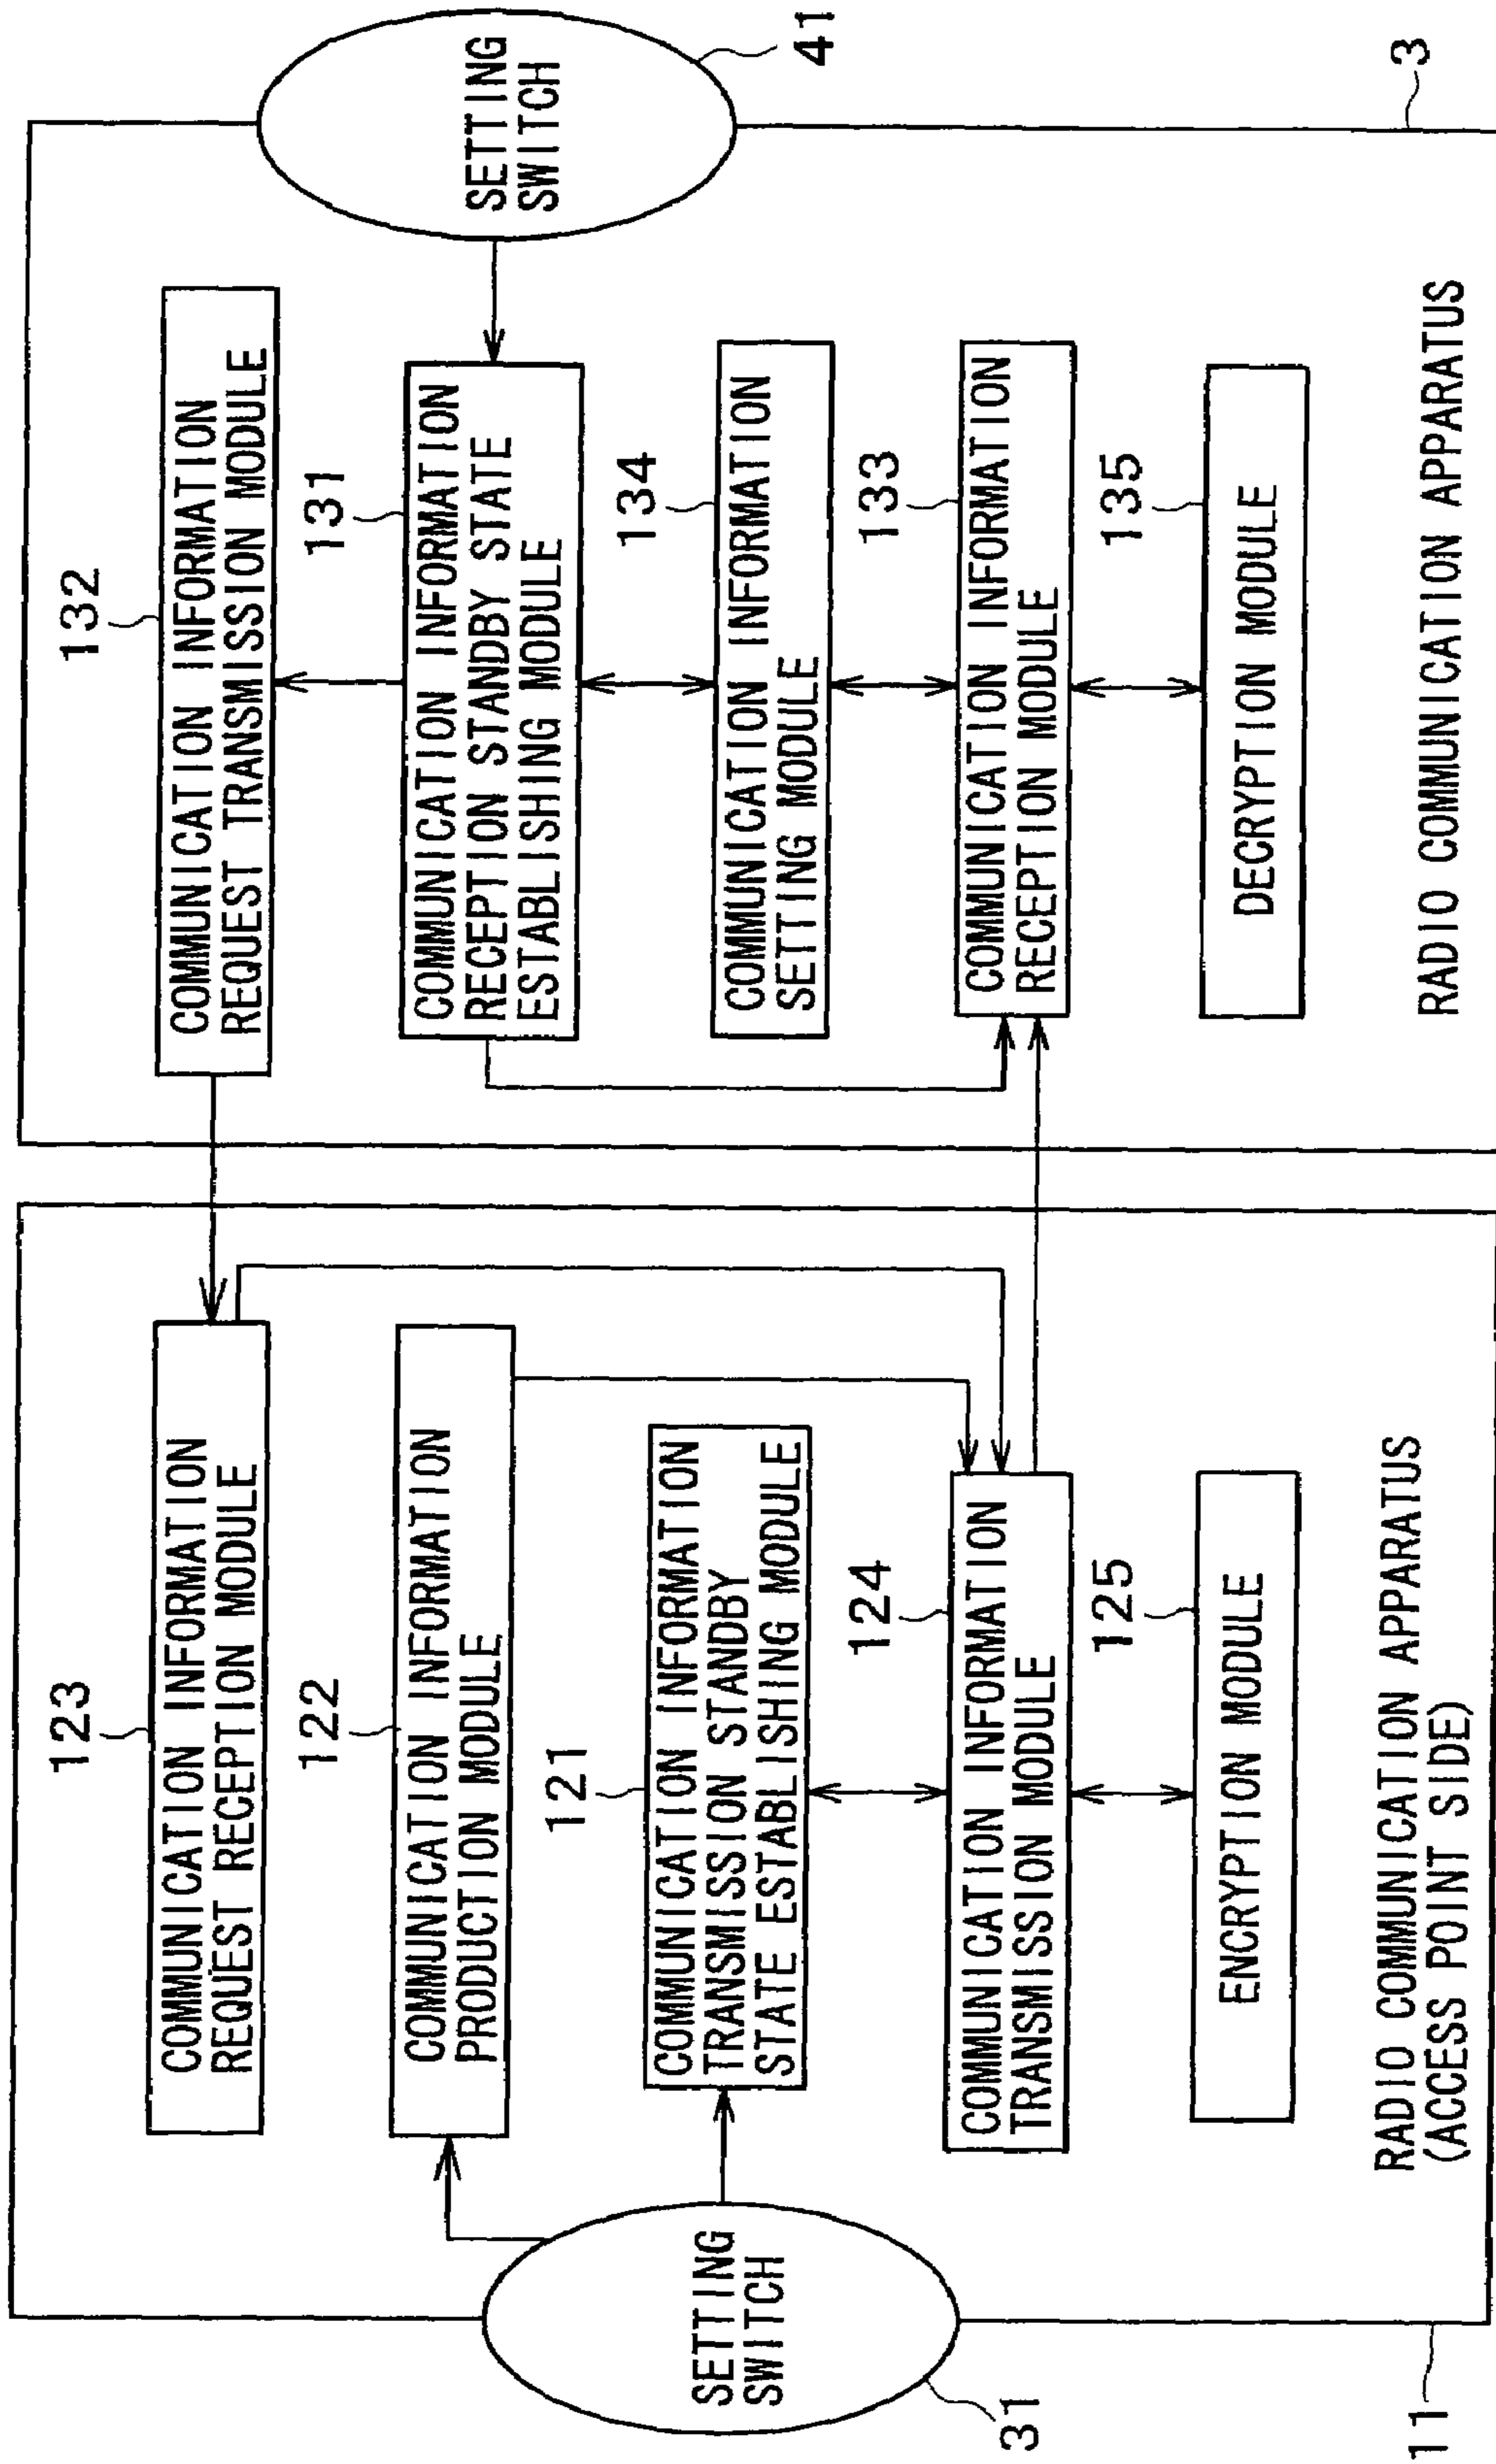 123
COMMUNICATION INFORMATION
REQUEST RECEPTION MODULE
122
COMMUNICATION INFORMATION
PRODUCTION MODULE
121
COMMUNICATION INFORMATION
TRANSMISSION STANDBY
STATE ESTABLISHING MODULE
SETTING
SWITCH
31
124
COMMUNICATION INFORMATION
TRANSMISSION MODULE
125
ENCRYPTION MODULE
RADIO COMMUNICATION APPARATUS
(ACCESS POINT SIDE)
11
132
COMMUNICATION INFORMATION
REQUEST TRANSMISSION MODULE
131
COMMUNICATION INFORMATION
RECEPTION STANDBY STATE
ESTABLISHING MODULE
SETTING
SWITCH
41
134
COMMUNICATION INFORMATION
SETTING MODULE
133
COMMUNICATION INFORMATION
RECEPTION MODULE
135
DECRYPTION MODULE
RADIO COMMUNICATION APPARATUS
3